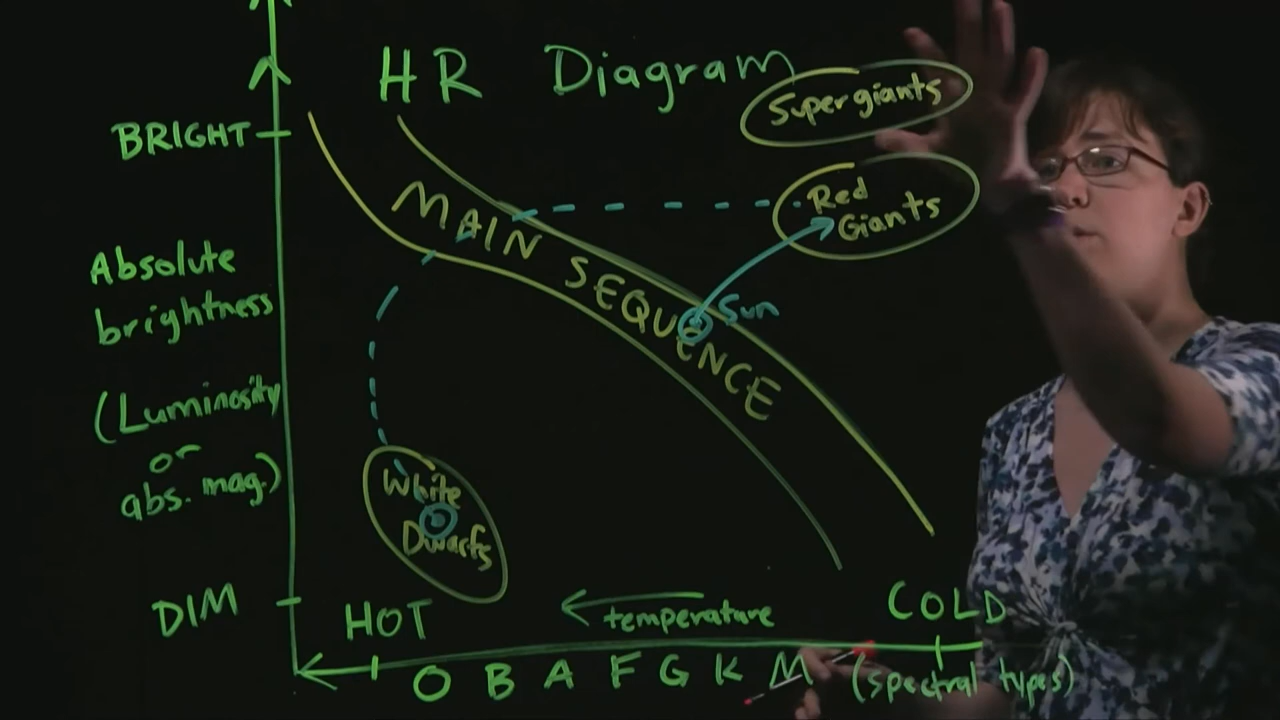 HR Diagram
Supergiants
BRIGHT
Red
Giants
MAIN SEQUENCE
Absolute
brightness
Sun
(Luminosity
or
abs. mag.)
White
Dwarfs
DIM
HOT
temperature
COLD
O B A F G K M (spectral types)